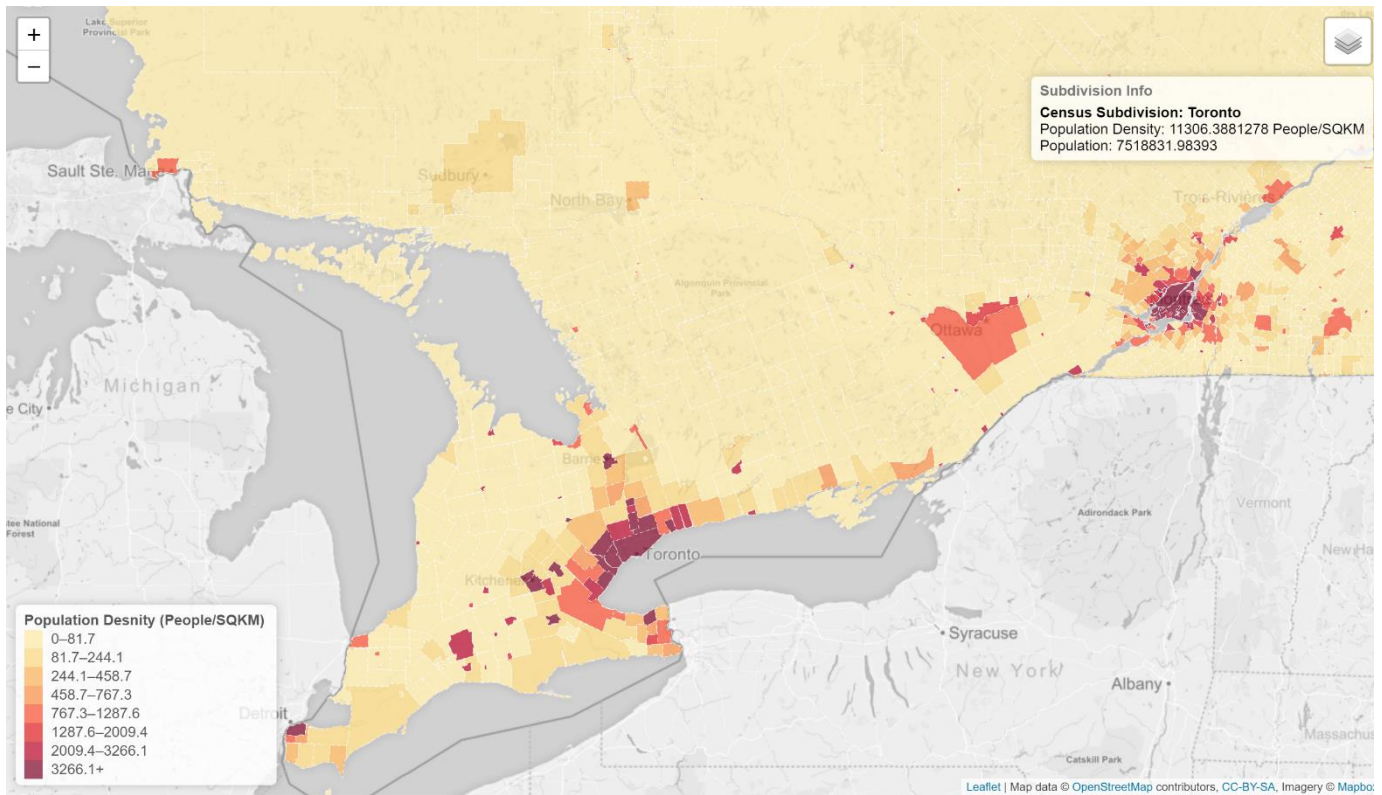 Lake Superior
Provincial Park
+
−
Subdivision Info
Census Subdivision: Toronto
Population Density: 11306.3881278 People/SQKM
Population: 7518831.98393
Sault Ste. Marie
Sudbury
North Bay
Trois-Rivières
Algonquin Provincial
Park
Montréal
Ottawa
Michigan
e City
Barrie
Vermont
tee National
Forest
Adirondack Park
Toronto
New Ha
Kitchener
Population Desnity (People/SQKM)
0–81.7
81.7–244.1
244.1–458.7
458.7–767.3
767.3–1287.6
1287.6–2009.4
2009.4–3266.1
3266.1+
Syracuse
New York
Albany
Detroit
Massachus
Catskill Park
Leaflet | Map data © OpenStreetMap contributors, CC-BY-SA, Imagery © Mapbox